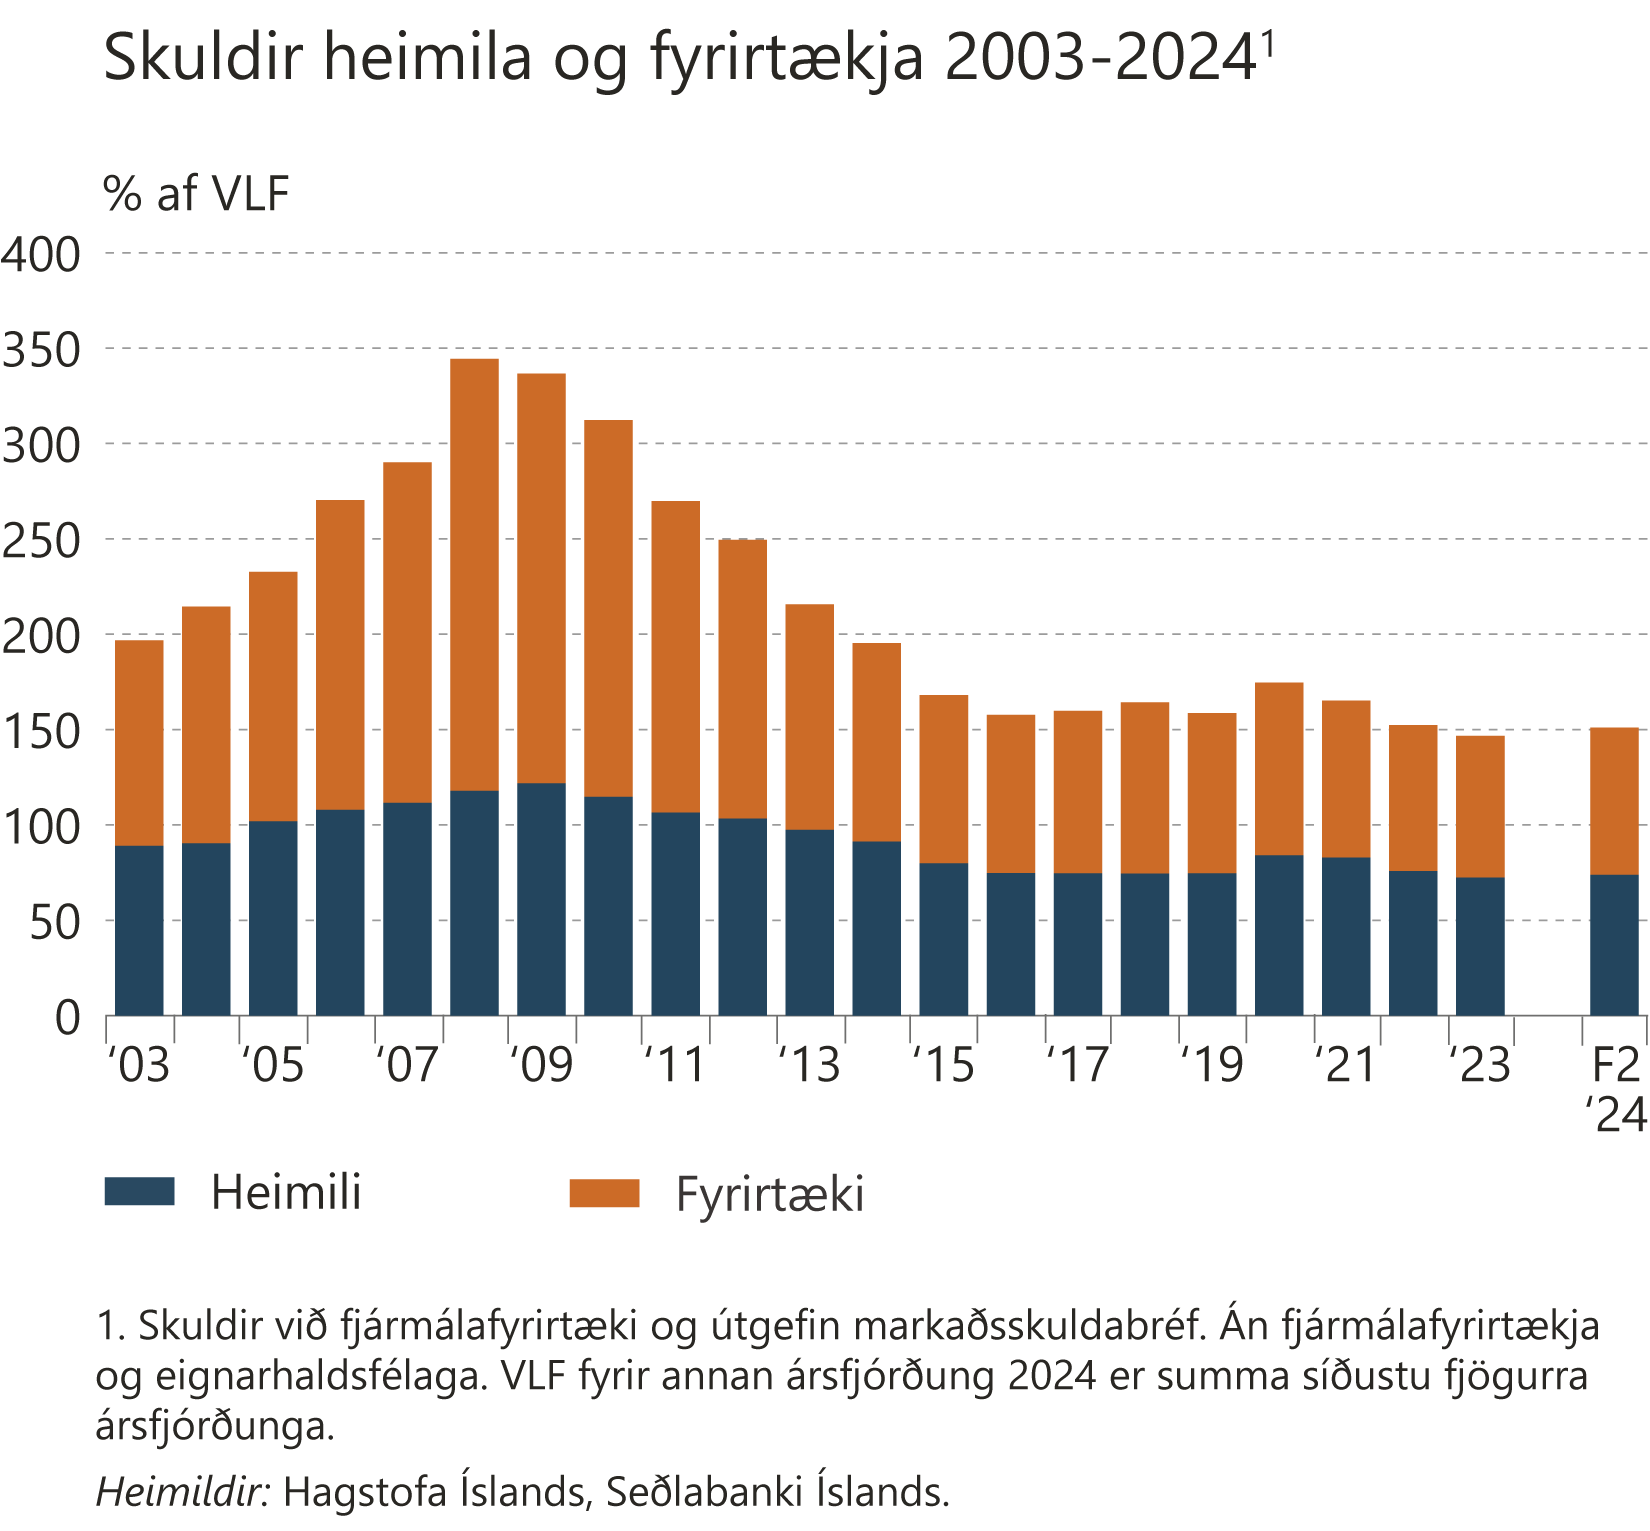 Skuldir heimila og fyrirtækja 2003-2024¹
% af VLF
400
350
300
250
200
150
100
50
0
‘03 ‘05 ‘07 ‘09 ‘11 ‘13 ‘15 ‘17 ‘19 ‘21 ‘23 F2
‘24
Heimili Fyrirtæki
1. Skuldir við fjármálafyrirtæki og útgefin markaðsskuldabréf. Án fjármálafyrirtækja
og eignarhaldsfélaga. VLF fyrir annan ársfjórðung 2024 er summa síðustu fjögurra
ársfjórðunga.
Heimildir: Hagstofa Íslands, Seðlabanki Íslands.